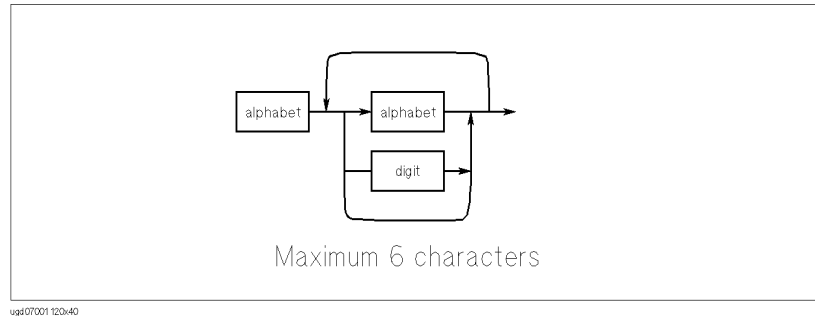 alphabet
alphabet
digit
Maximum 6 characters
ugd07001 120x40